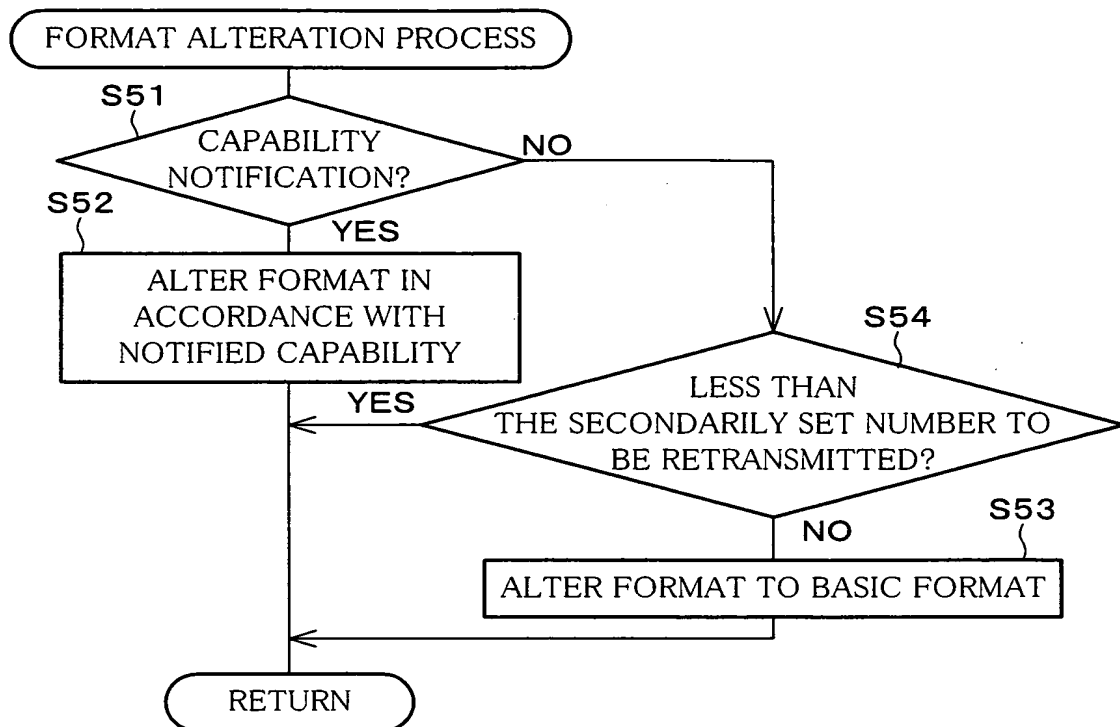 FORMAT ALTERATION PROCESS
S51
CAPABILITY
NOTIFICATION?
NO
S52
YES
ALTER FORMAT IN
ACCORDANCE WITH
NOTIFIED CAPABILITY
S54
YES
LESS THAN
THE SECONDARILY SET NUMBER TO
BE RETRANSMITTED?
NO
S53
ALTER FORMAT TO BASIC FORMAT
RETURN